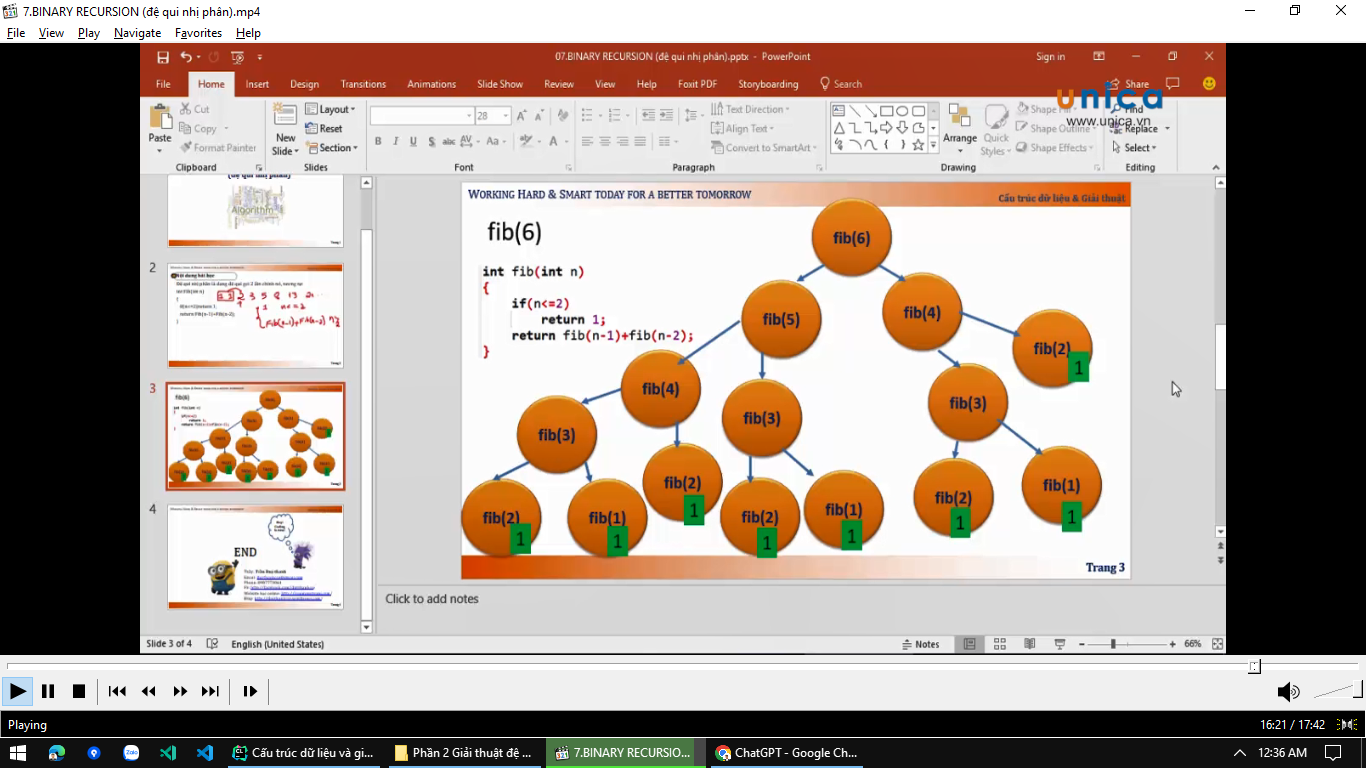 7.BINARY RECURSION (đệ qui nhị phân).mp4
File View Play Navigate Favorites Help
07.BINARY RECURSION (đệ qui nhị phân).pptx - PowerPoint
Sign in
File Home Insert Design Transitions Animations Slide Show Review View Help Foxit PDF Storyboarding Search Share
unica
www.unica.vn
Paste
Cut
Copy
Format Painter
Clipboard
New Slide
Layout
Reset
Section
Slides
28
B I U S abc AV Aa A
Font
Text Direction
Align Text
Convert to SmartArt
Paragraph
Arrange
Quick Styles
Shape Fill
Shape Outline
Shape Effects
Drawing
Find
Replace
Select
Editing
Algorithm
2
3
4
END
WORKING HARD & SMART TODAY FOR A BETTER TOMORROW
Cấu trúc dữ liệu & Giải thuật
fib(6)
int fib(int n)
{
if(n<=2)
return 1;
return fib(n-1)+fib(n-2);
}
fib(6)
fib(5)
fib(4)
fib(4)
fib(3)
fib(3)
fib(2)
1
fib(3)
fib(2)
1
fib(2)
1
fib(1)
1
fib(2)
1
fib(1)
1
fib(2)
1
fib(1)
1
Trang 3
Click to add notes
Slide 3 of 4 English (United States) Notes 66%
Playing
16:21 / 17:42
Zalo
Cấu trúc dữ liệu và gi...
Phần 2 Giải thuật đệ ...
7.BINARY RECURSIO...
ChatGPT - Google Ch...
12:36 AM